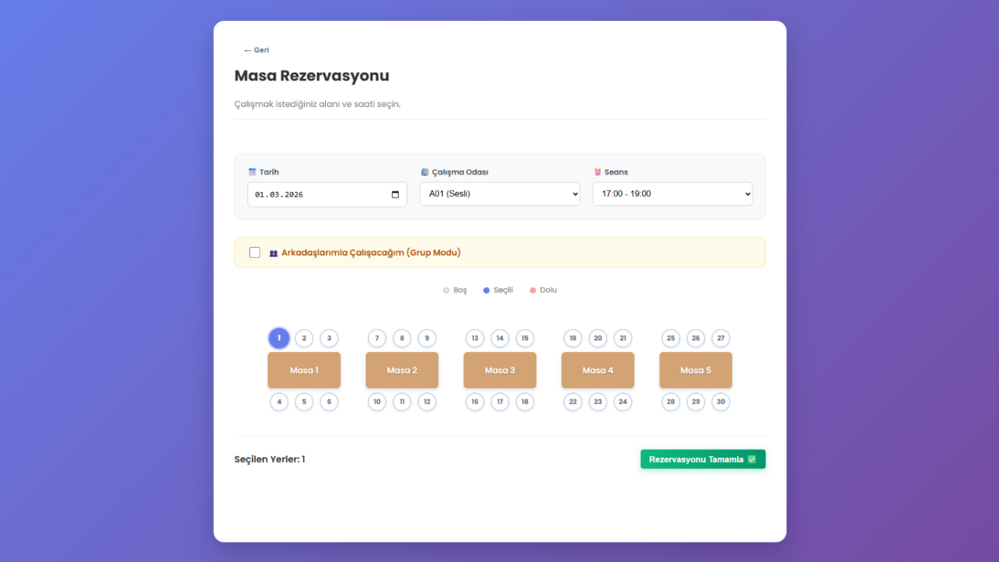 ← Geri
Masa Rezervasyonu
Çalışmak istediğiniz alanı ve saati seçin.
Tarih
Çalışma Odası
Seans
01.03.2026
A01 (Sesli)
17:00 - 19:00
Arkadaşlarımla Çalışacağım (Grup Modu)
Boş
Seçili
Dolu
1 2 3 7 8 9 13 14 15 19 20 21 25 26 27
Masa 1 Masa 2 Masa 3 Masa 4 Masa 5
4 5 6 10 11 12 16 17 18 22 23 24 28 29 30
Seçilen Yerler: 1
Rezervasyonu Tamamla